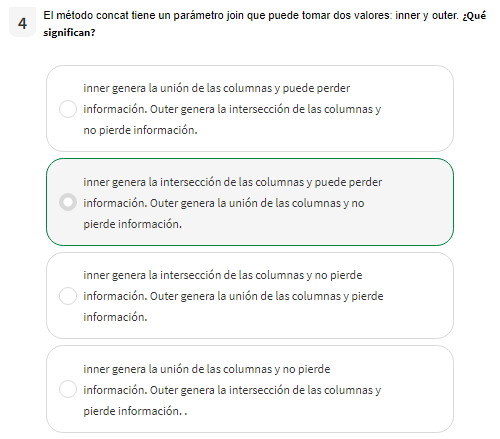 4
El método concat tiene un parámetro join que puede tomar dos valores: inner y outer. ¿Qué
significan?
inner genera la unión de las columnas y puede perder
información. Outer genera la intersección de las columnas y
no pierde información.
inner genera la intersección de las columnas y puede perder
información. Outer genera la unión de las columnas y no
pierde información.
inner genera la intersección de las columnas y no pierde
información. Outer genera la unión de las columnas y pierde
información.
inner genera la unión de las columnas y no pierde
información. Outer genera la intersección de las columnas y
pierde información. .